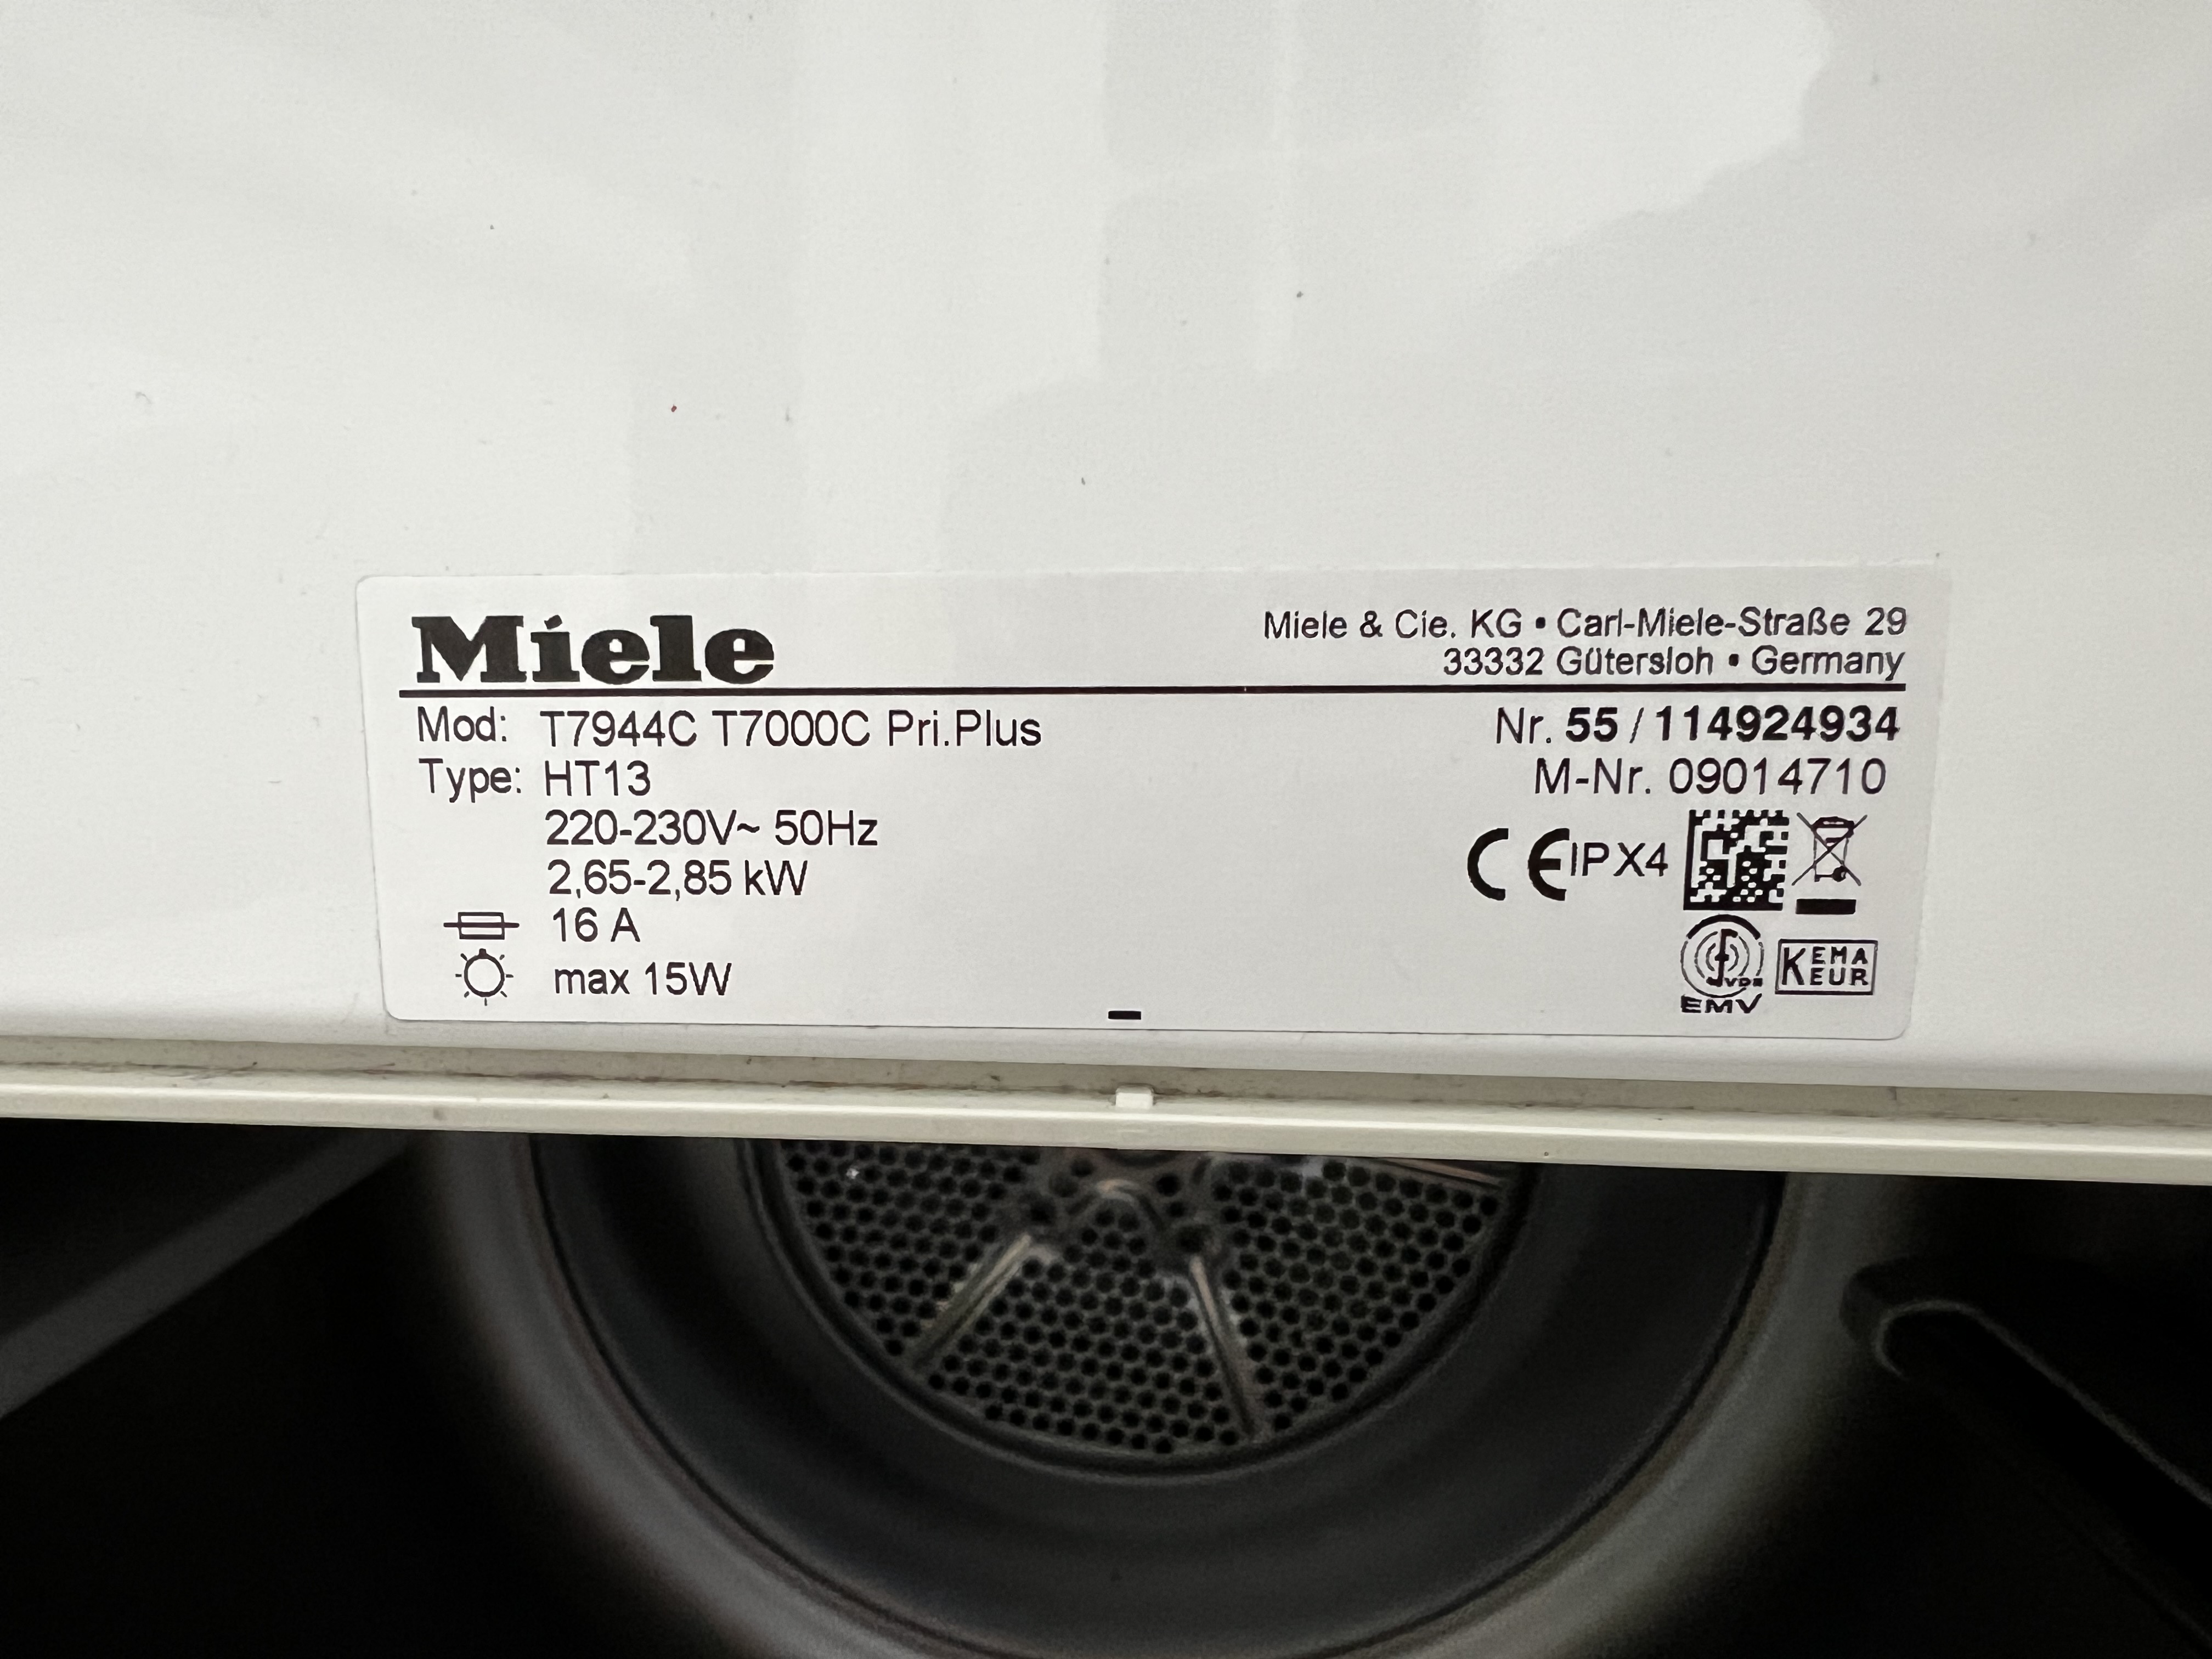 Miele
Miele & Cie. KG • Carl-Miele-Straße 29
33332 Gütersloh • Germany
Mod: T7944C T7000C Pri.Plus
Nr. 55 / 114924934
Type: HT13
M-Nr. 09014710
220-230V~ 50Hz
2,65-2,85 kW
CE IPX4
16 A
max 15W
VDE
EMV
KEMA
KEUR